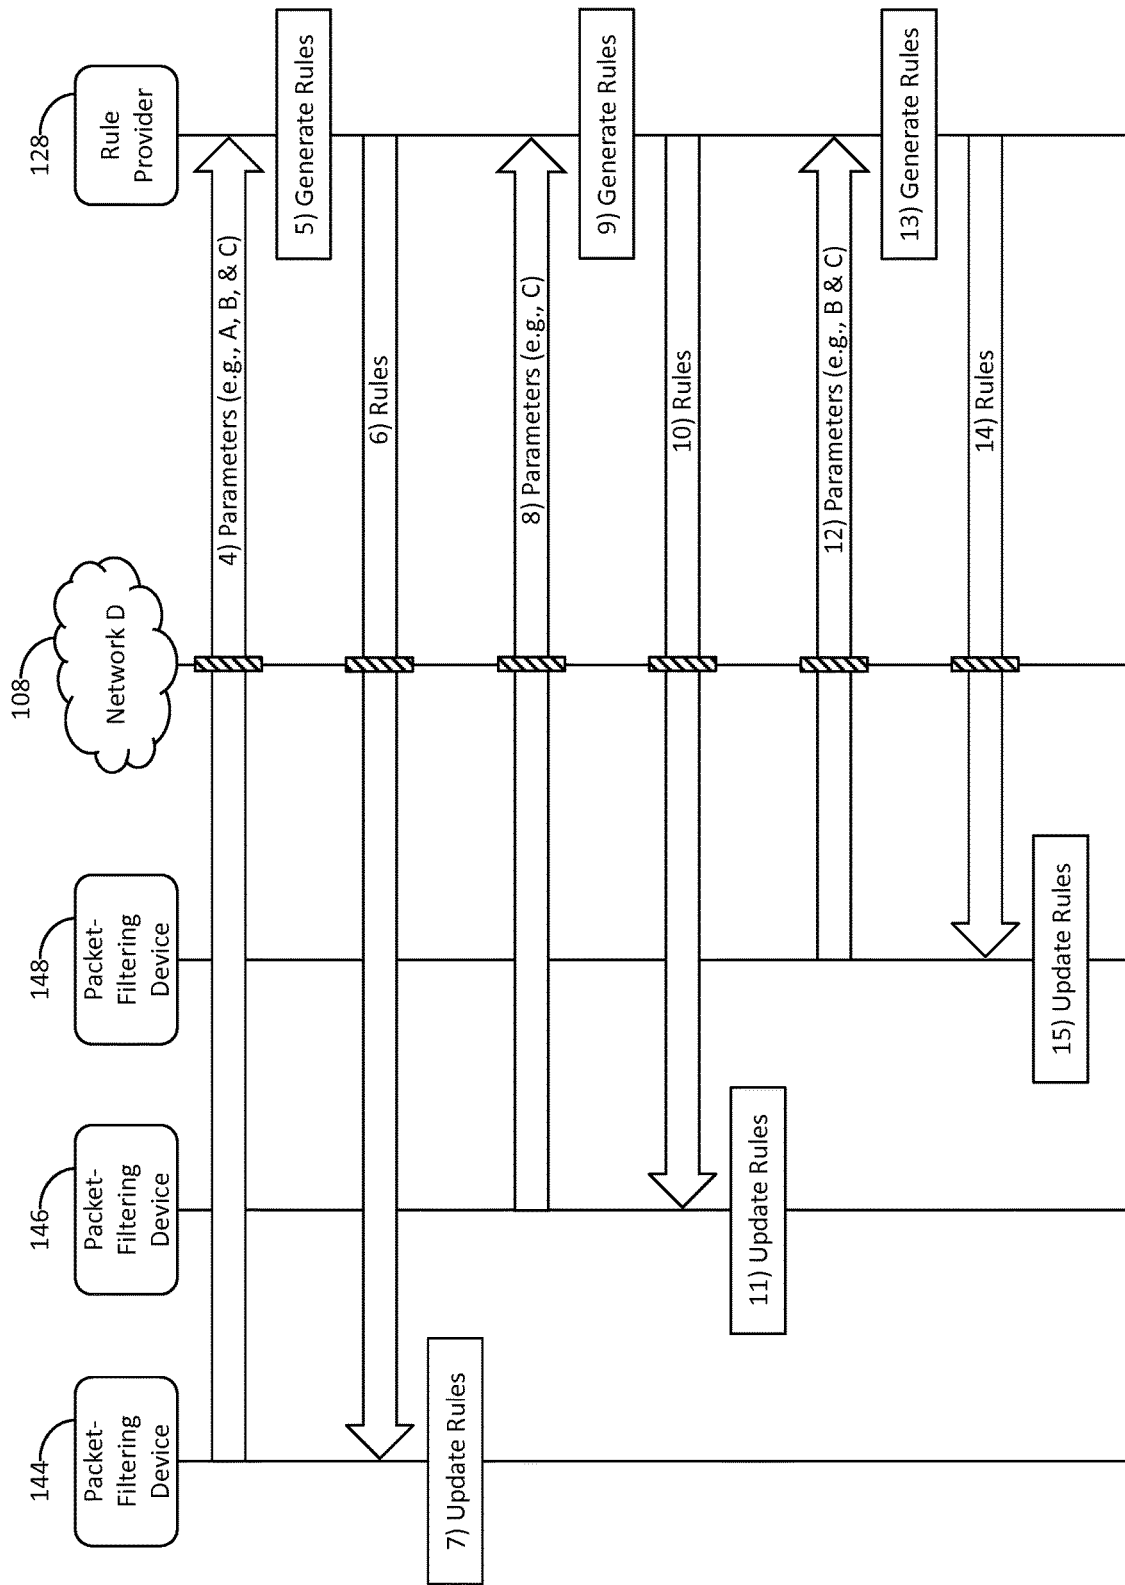 144
Packet-
Filtering
Device
146
Packet-
Filtering
Device
148
Packet-
Filtering
Device
108
Network D
128
Rule
Provider
4) Parameters (e.g., A, B, & C)
5) Generate Rules
6) Rules
7) Update Rules
8) Parameters (e.g., C)
9) Generate Rules
10) Rules
11) Update Rules
12) Parameters (e.g., B & C)
13) Generate Rules
14) Rules
15) Update Rules